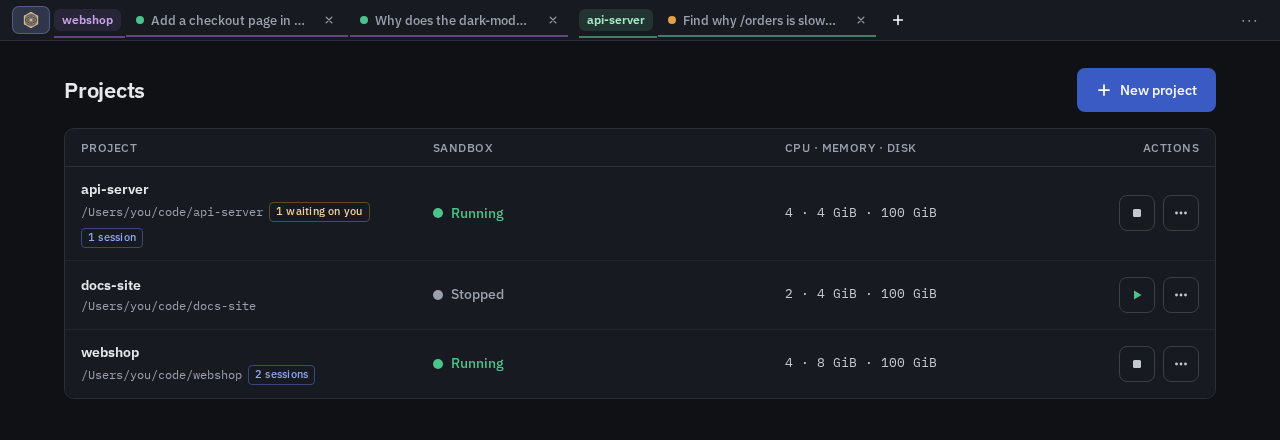 webshop Add a checkout page in ... Why does the dark-mod... api-server Find why /orders is slow...
Projects
New project
PROJECT SANDBOX CPU · MEMORY · DISK ACTIONS
api-server
/Users/you/code/api-server 1 waiting on you
1 session
Running 4 · 4 GiB · 100 GiB
docs-site
/Users/you/code/docs-site
Stopped 2 · 4 GiB · 100 GiB
webshop
/Users/you/code/webshop 2 sessions
Running 4 · 8 GiB · 100 GiB